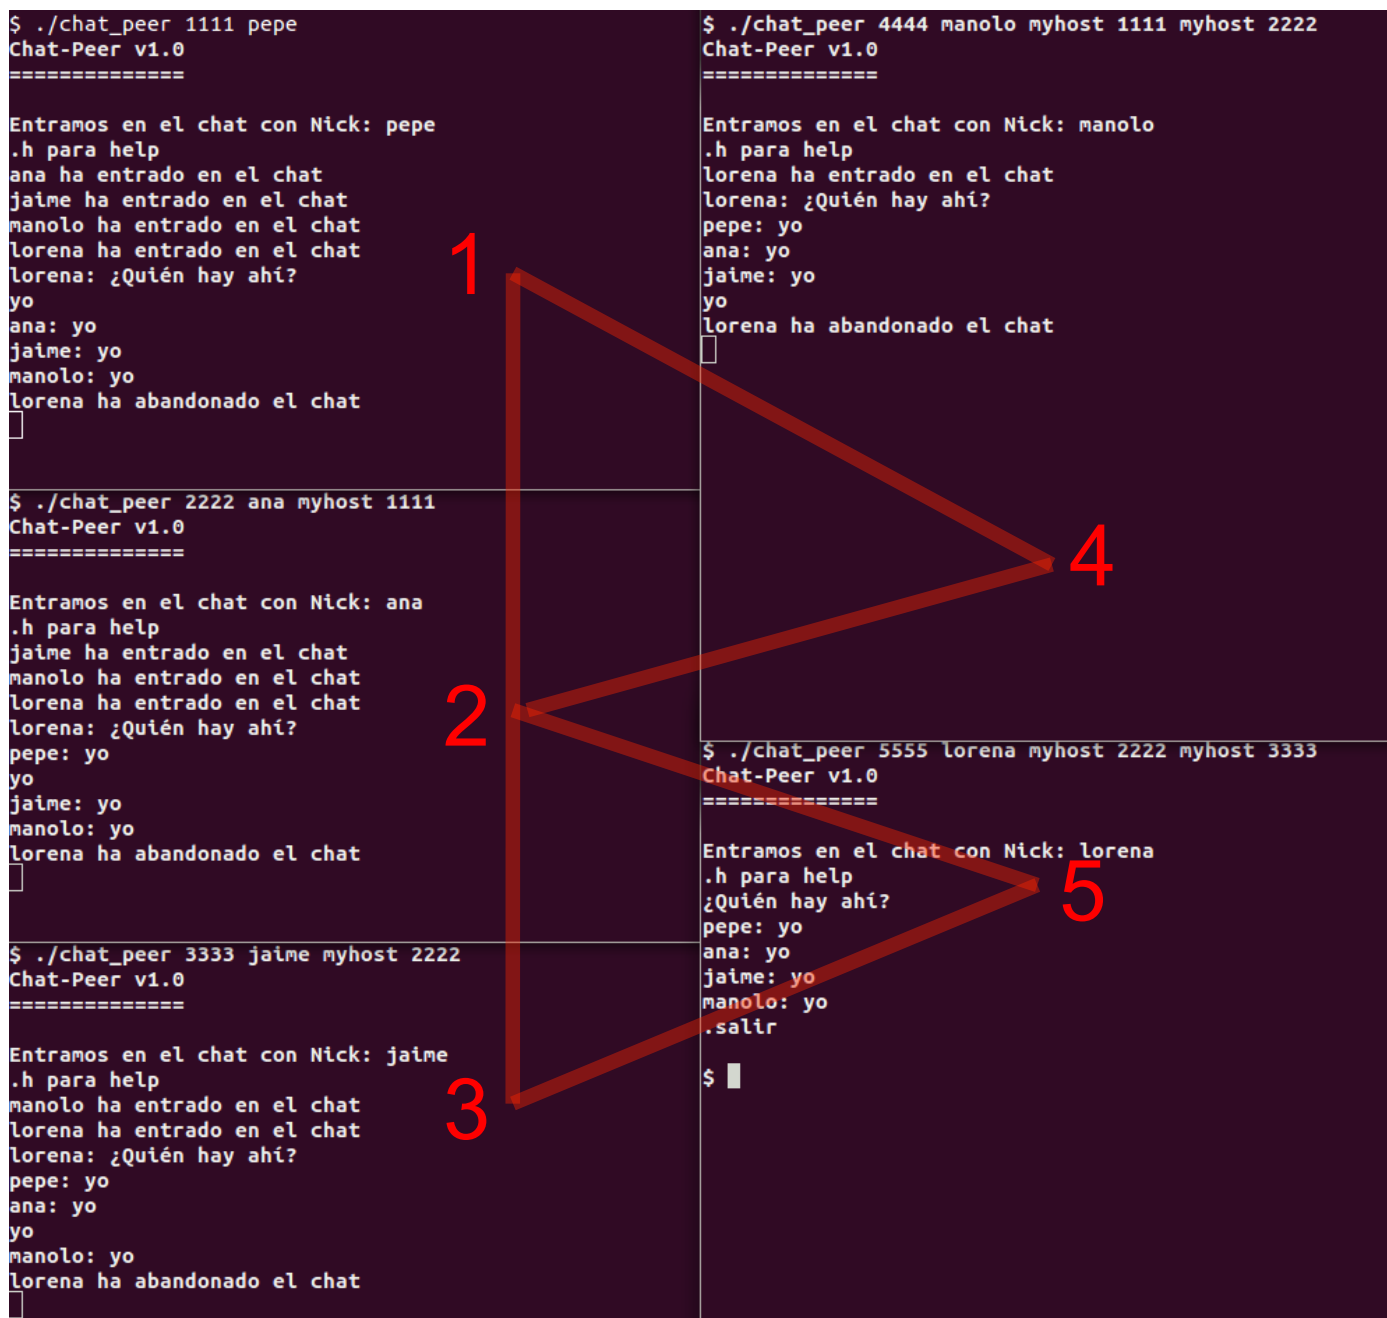 $ ./chat_peer 1111 pepe
Chat-Peer v1.0
==============
Entramos en el chat con Nick: pepe
.h para help
ana ha entrado en el chat
jaime ha entrado en el chat
manolo ha entrado en el chat
lorena ha entrado en el chat
lorena: ¿Quién hay ahí?
yo
ana: yo
jaime: yo
manolo: yo
lorena ha abandonado el chat
1
$ ./chat_peer 2222 ana myhost 1111
Chat-Peer v1.0
==============
Entramos en el chat con Nick: ana
.h para help
jaime ha entrado en el chat
manolo ha entrado en el chat
lorena ha entrado en el chat
lorena: ¿Quién hay ahí?
pepe: yo
yo
jaime: yo
manolo: yo
lorena ha abandonado el chat
2
$ ./chat_peer 3333 jaime myhost 2222
Chat-Peer v1.0
==============
Entramos en el chat con Nick: jaime
.h para help
manolo ha entrado en el chat
lorena ha entrado en el chat
lorena: ¿Quién hay ahí?
pepe: yo
ana: yo
yo
manolo: yo
lorena ha abandonado el chat
3
$ ./chat_peer 4444 manolo myhost 1111 myhost 2222
Chat-Peer v1.0
==============
Entramos en el chat con Nick: manolo
.h para help
lorena ha entrado en el chat
lorena: ¿Quién hay ahí?
pepe: yo
ana: yo
jaime: yo
yo
lorena ha abandonado el chat
4
$ ./chat_peer 5555 lorena myhost 2222 myhost 3333
Chat-Peer v1.0
==============
Entramos en el chat con Nick: lorena
.h para help
¿Quién hay ahí?
pepe: yo
ana: yo
jaime: yo
manolo: yo
.salir
$
5